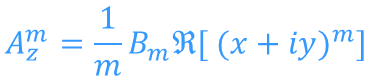 $A_z^m = \frac{1}{m} B_m \Re[ (x + iy)^m ]$